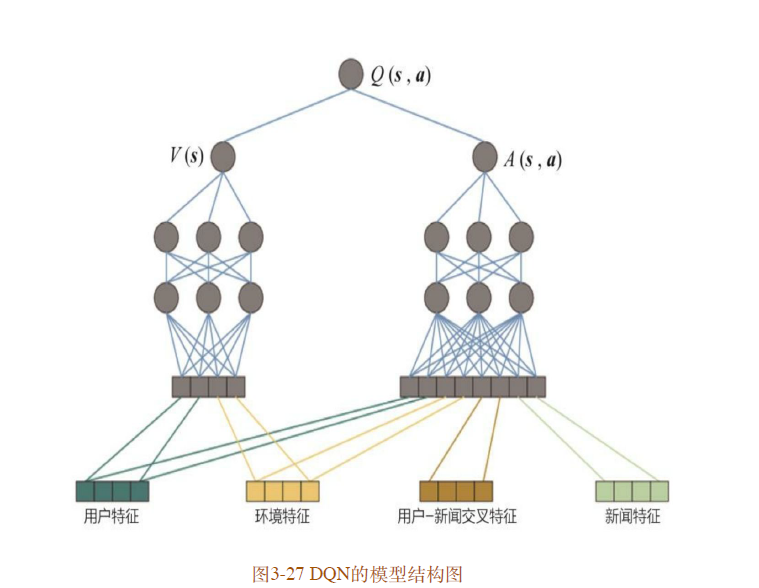 Q (s , a)
V (s)
A (s , a)
用户特征
环境特征
用户-新闻交叉特征
新闻特征
图3-27 DQN的模型结构图